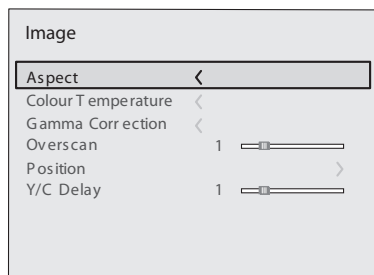 Image
Aspect
Colour Temperature
Gamma Correction
Overscan 1
Position
Y/C Delay 1